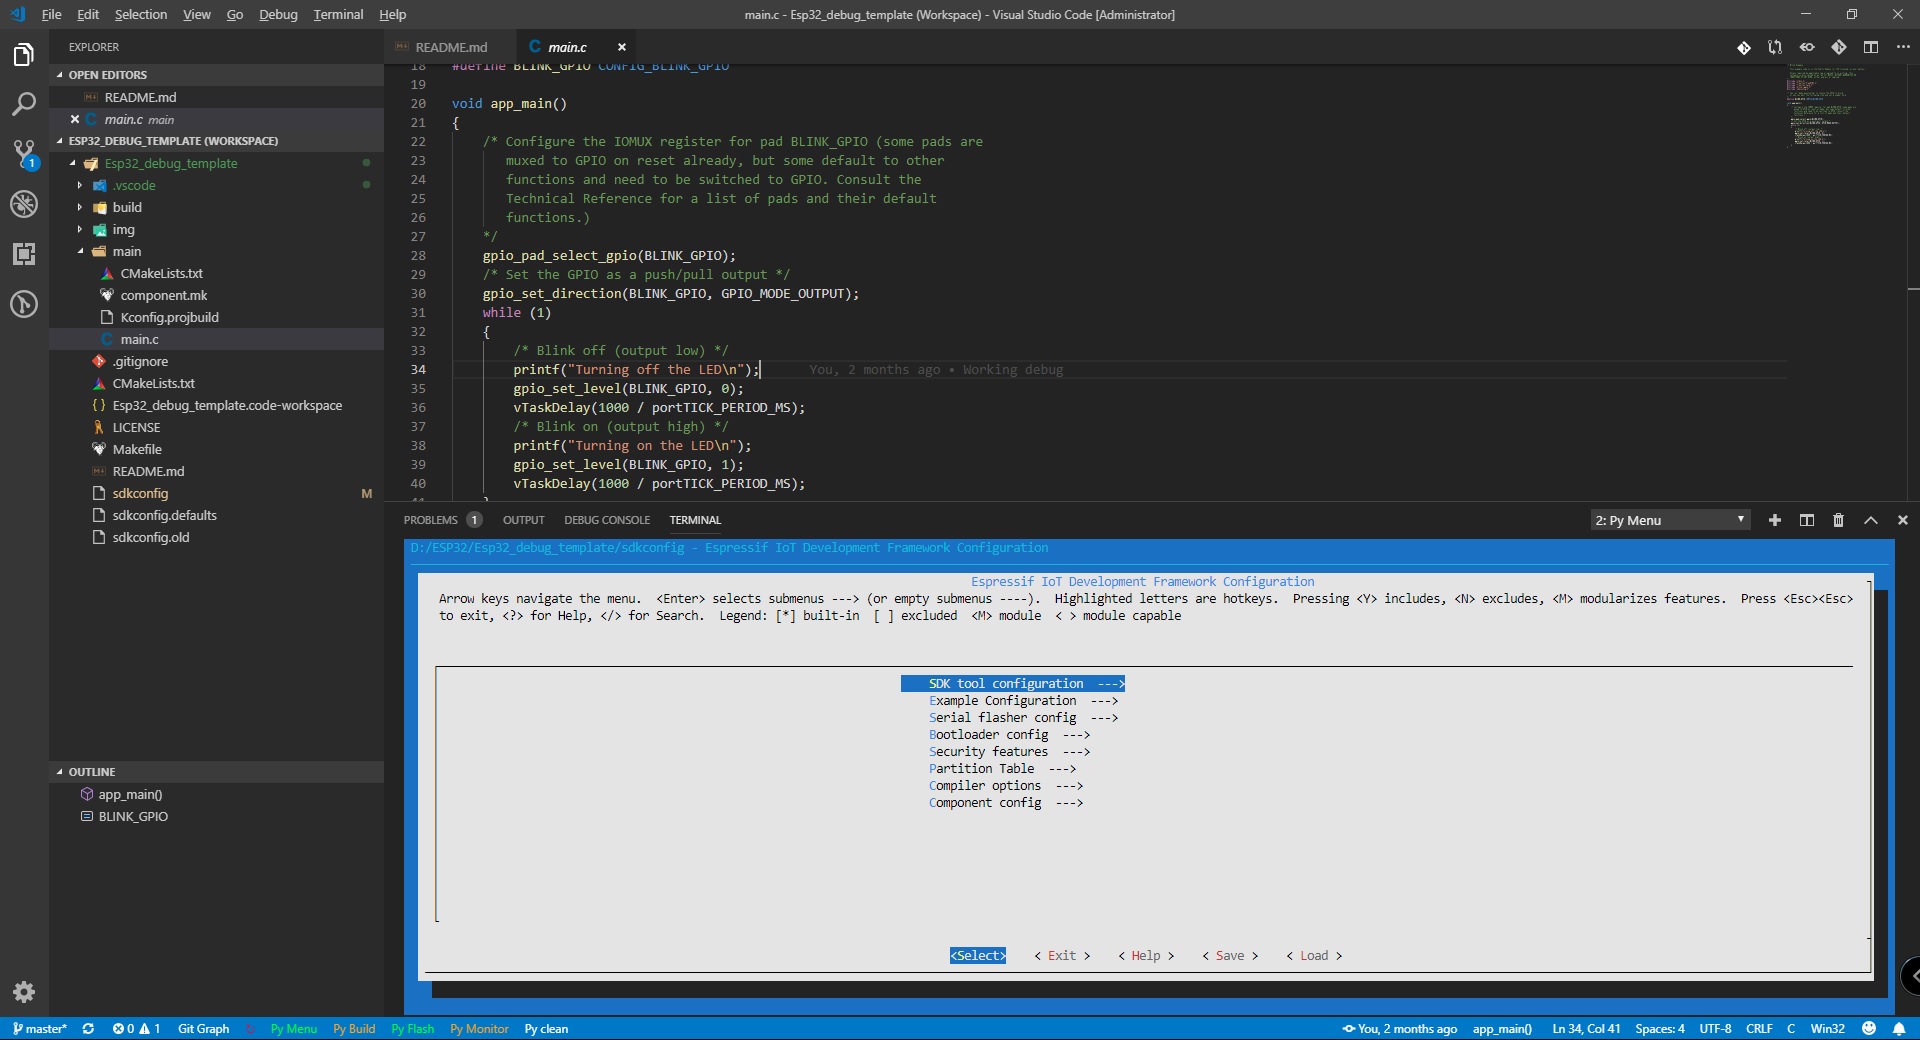 File Edit Selection View Go Debug Terminal Help
main.c - Esp32_debug_template (Workspace) - Visual Studio Code [Administrator]
EXPLORER
OPEN EDITORS
README.md
main.c main
ESP32_DEBUG_TEMPLATE (WORKSPACE)
Esp32_debug_template
.vscode
build
img
main
CMakeLists.txt
component.mk
Kconfig.projbuild
main.c
.gitignore
CMakeLists.txt
{} Esp32_debug_template.code-workspace
LICENSE
Makefile
README.md
sdkconfig M
sdkconfig.defaults
sdkconfig.old
OUTLINE
app_main()
BLINK_GPIO
1
README.md
C main.c
18 #define BLINK_GPIO CONFIG_BLINK_GPIO
19
20 void app_main()
21 {
22 /* Configure the IOMUX register for pad BLINK_GPIO (some pads are
23 muxed to GPIO on reset already, but some default to other
24 functions and need to be switched to GPIO. Consult the
25 Technical Reference for a list of pads and their default
26 functions.)
27 */
28 gpio_pad_select_gpio(BLINK_GPIO);
29 /* Set the GPIO as a push/pull output */
30 gpio_set_direction(BLINK_GPIO, GPIO_MODE_OUTPUT);
31 while (1)
32 {
33 /* Blink off (output low) */
34 printf("Turning off the LED\n"); You, 2 months ago • Working debug
35 gpio_set_level(BLINK_GPIO, 0);
36 vTaskDelay(1000 / portTICK_PERIOD_MS);
37 /* Blink on (output high) */
38 printf("Turning on the LED\n");
39 gpio_set_level(BLINK_GPIO, 1);
40 vTaskDelay(1000 / portTICK_PERIOD_MS);
41 }
PROBLEMS 1 OUTPUT DEBUG CONSOLE TERMINAL
2: Py Menu
D:/ESP32/Esp32_debug_template/sdkconfig - Espressif IoT Development Framework Configuration
Espressif IoT Development Framework Configuration
Arrow keys navigate the menu. <Enter> selects submenus ---> (or empty submenus ----). Highlighted letters are hotkeys. Pressing <Y> includes, <N> excludes, <M> modularizes features. Press <Esc><Esc>
to exit, <?> for Help, </> for Search. Legend: [*] built-in [ ] excluded <M> module < > module capable
SDK tool configuration --->
Example Configuration --->
Serial flasher config --->
Bootloader config --->
Security features --->
Partition Table --->
Compiler options --->
Component config --->
<Select> < Exit > < Help > < Save > < Load >
master* 0 1 Git Graph Py Menu Py Build Py Flash Py Monitor Py clean
You, 2 months ago app_main() Ln 34, Col 41 Spaces: 4 UTF-8 CRLF C Win32